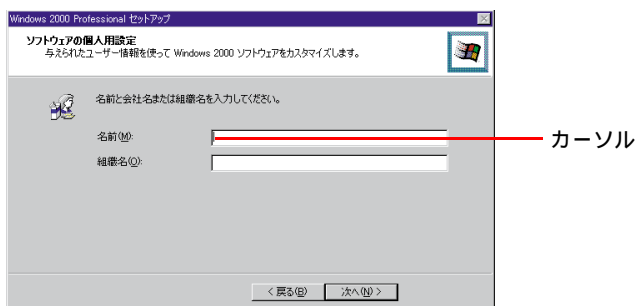 Windows 2000 Professional セットアップ
ソフトウェアの個人用設定
与えられたユーザー情報を使って Windows 2000 ソフトウェアをカスタマイズします。
名前と会社名または組織名を入力してください。
名前(M):
カーソル
組織名(O):
< 戻る(B)
次へ(N) >